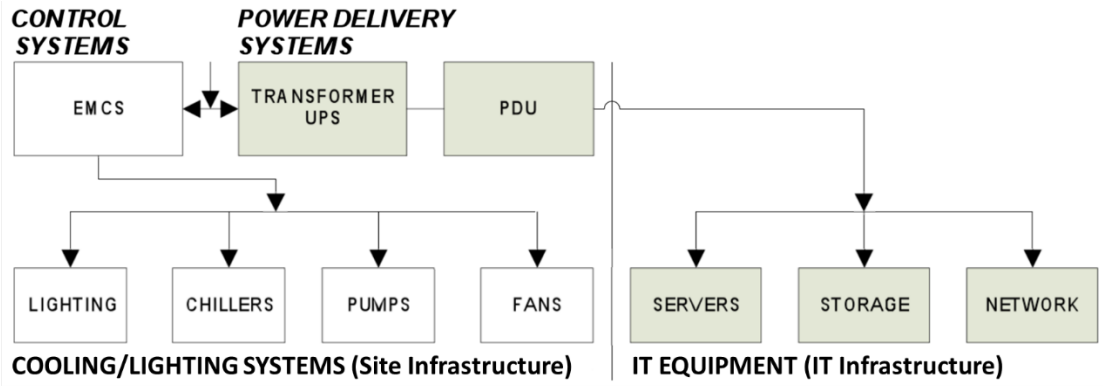 CONTROL SYSTEMS
POWER DELIVERY SYSTEMS
EMCS
TRANSFORMER
UPS
PDU
LIGHTING
CHILLERS
PUMPS
FANS
SERVERS
STORAGE
NETWORK
COOLING/LIGHTING SYSTEMS (Site Infrastructure)
IT EQUIPMENT (IT Infrastructure)